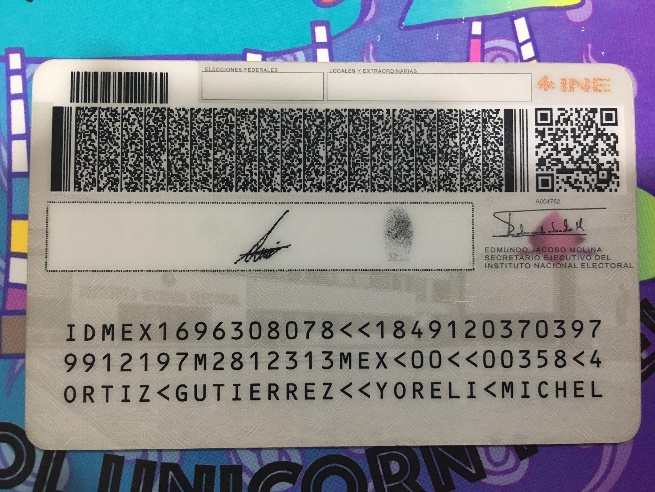 ELECCIONES FEDERALES
LOCALES Y EXTRAORDINARIAS
INE
EDMUNDO JACOBO MOLINA
SECRETARIO EJECUTIVO DEL
INSTITUTO NACIONAL ELECTORAL
IDMEX1696308078<<1849120370397
9912197M2812313MEX<00<<00358<4
ORTIZ<GUTIERREZ<<YORELI<MICHEL
UNICORN